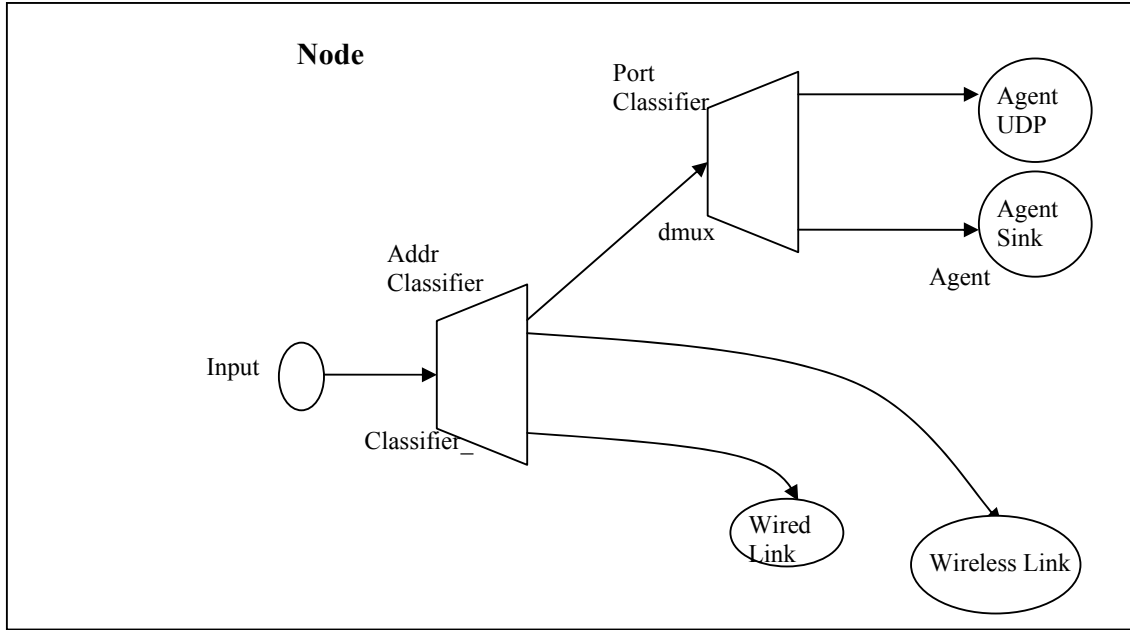 Node
Port
Classifier
Agent
UDP
dmux
Agent
Sink
Agent
Addr
Classifier
Input
Classifier_
Wired
Link
Wireless Link